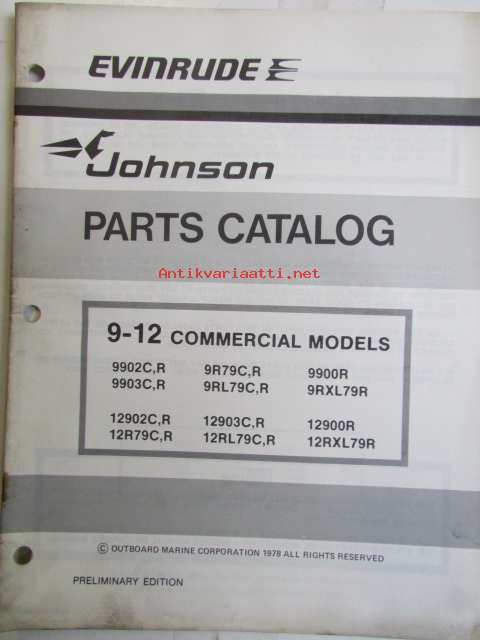 EVINRUDE
Johnson
PARTS CATALOG
Antikvariaatti.net
9-12 COMMERCIAL MODELS
9902C,R 9R79C,R 9900R
9903C,R 9RL79C,R 9RXL79R
12902C,R 12903C,R 12900R
12R79C,R 12RL79C,R 12RXL79R
© OUTBOARD MARINE CORPORATION 1978 ALL RIGHTS RESERVED
PRELIMINARY EDITION